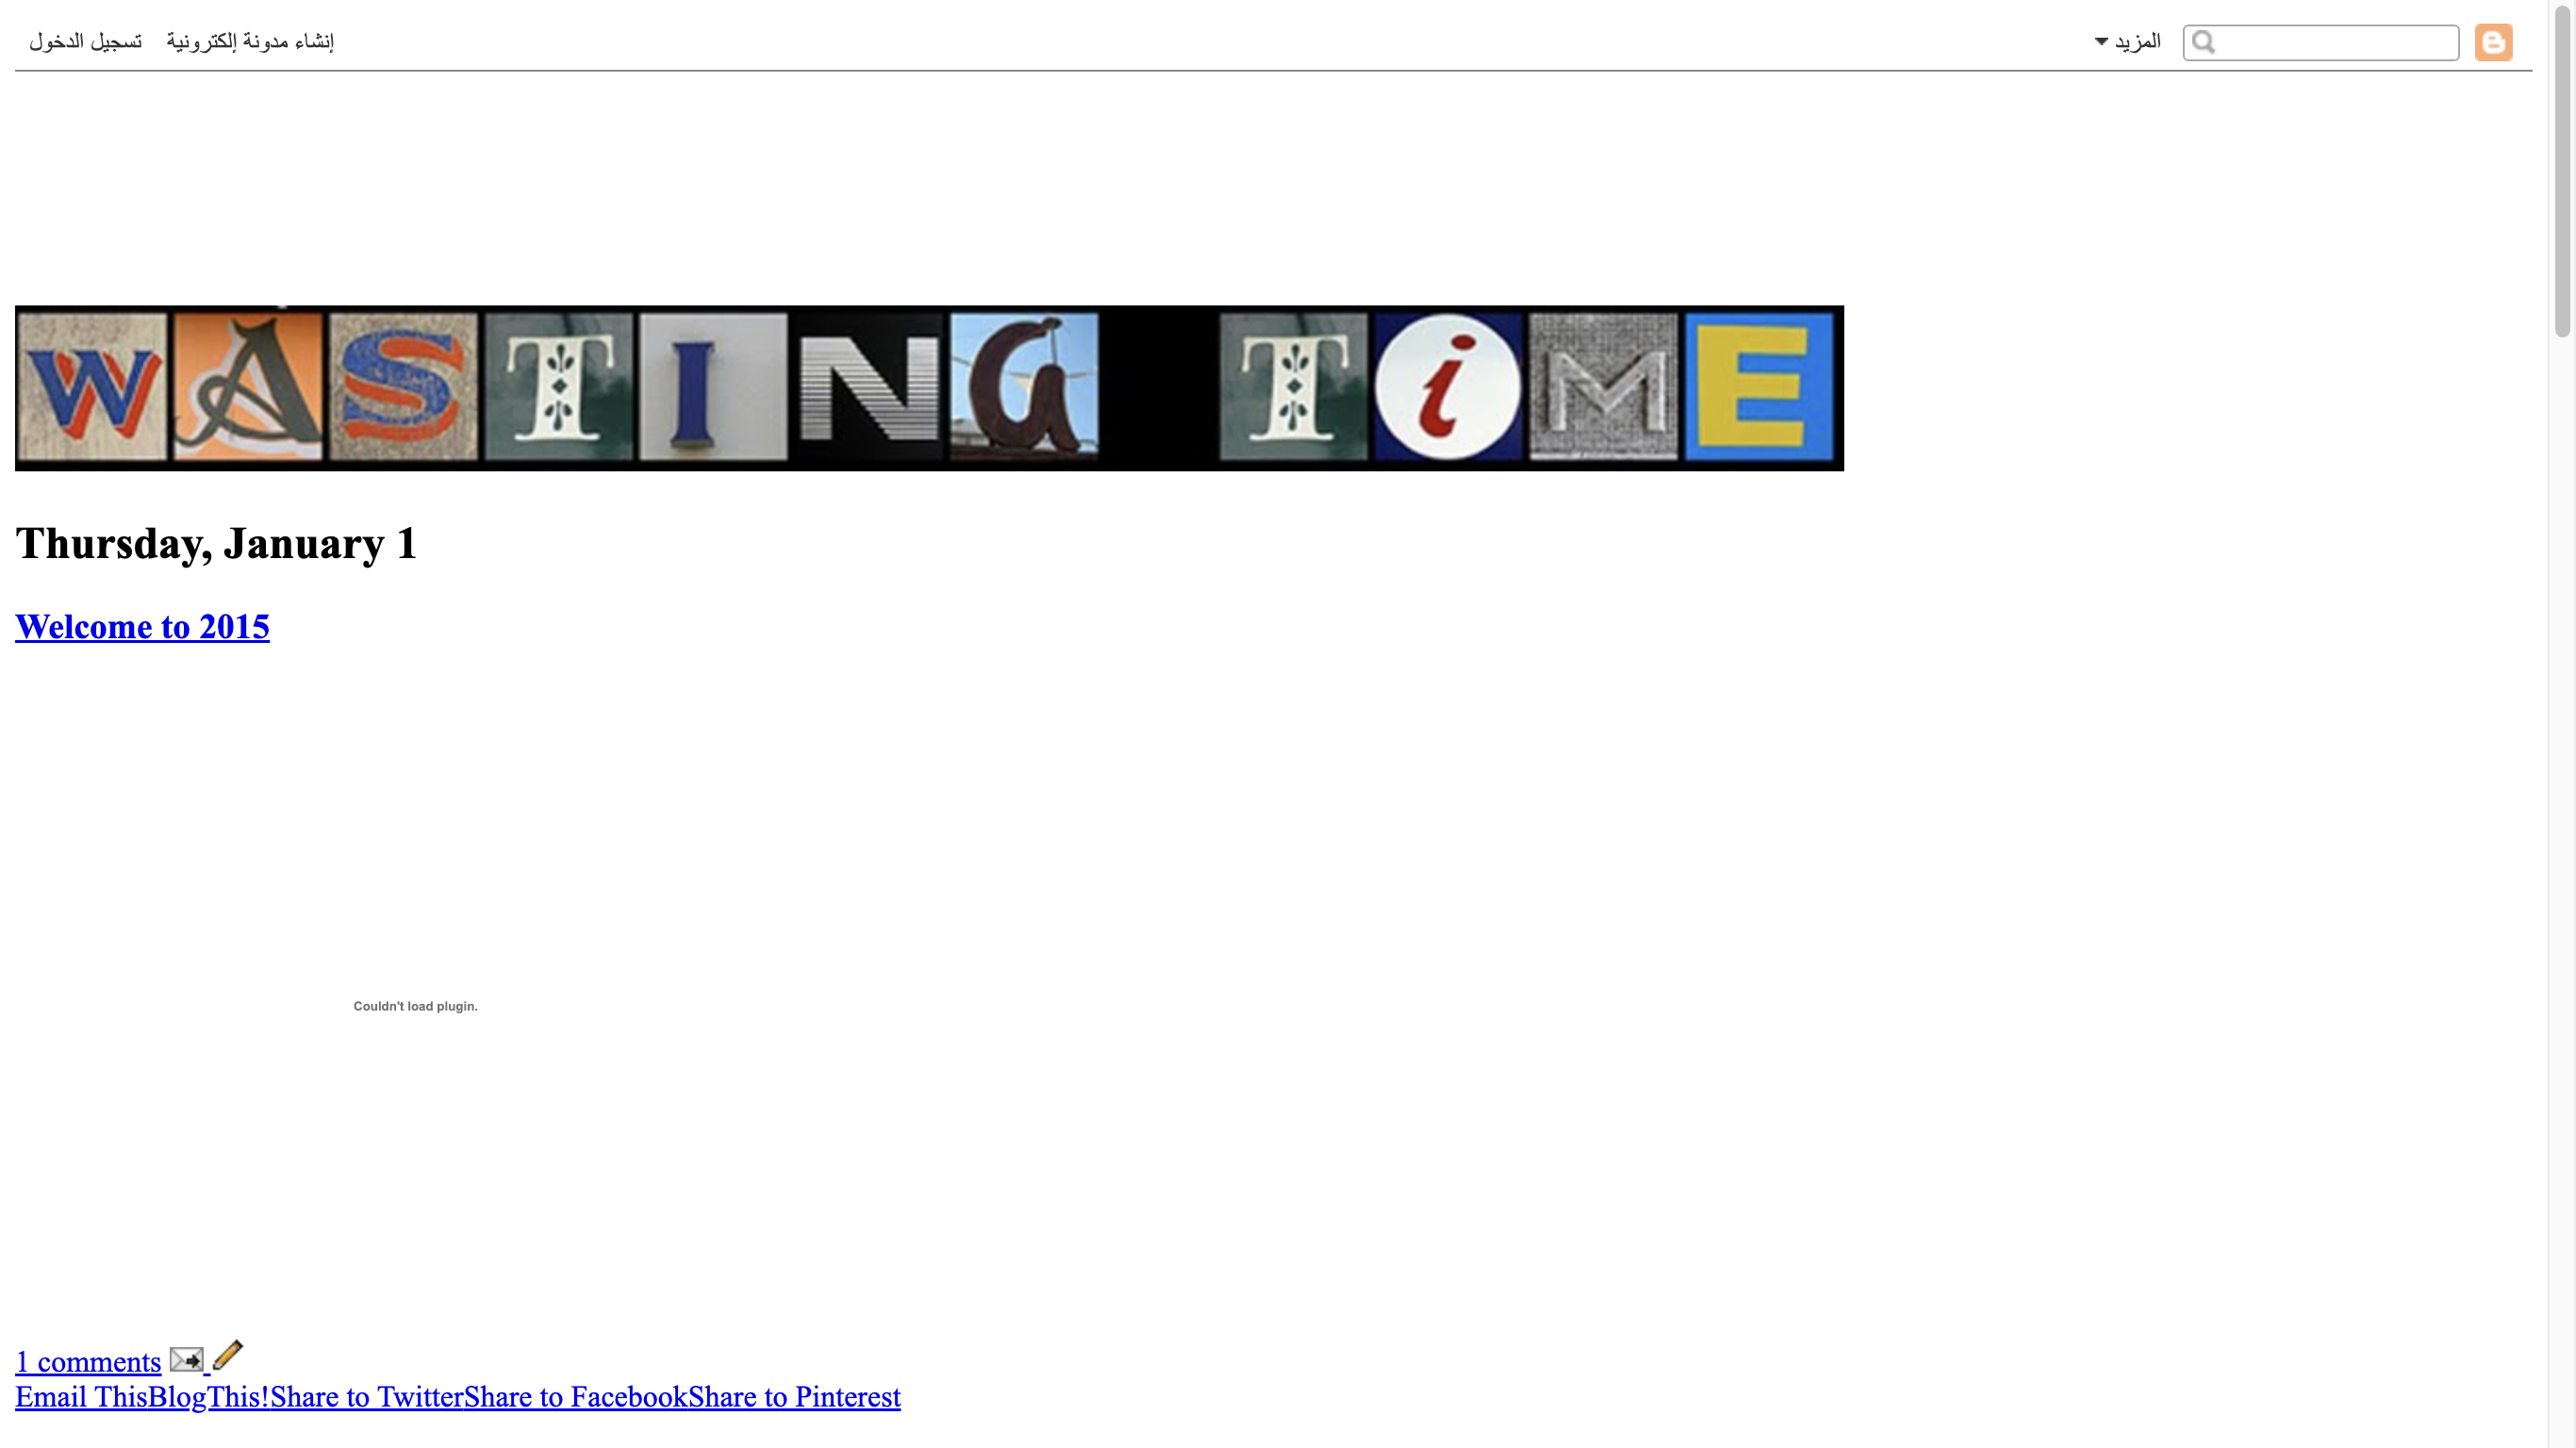 تسجيل الدخول إنشاء مدونة إلكترونية المزيد
WASTING TiME
Thursday, January 1
Welcome to 2015
Couldn't load plugin.
1 comments
Email ThisBlogThis!Share to TwitterShare to FacebookShare to Pinterest